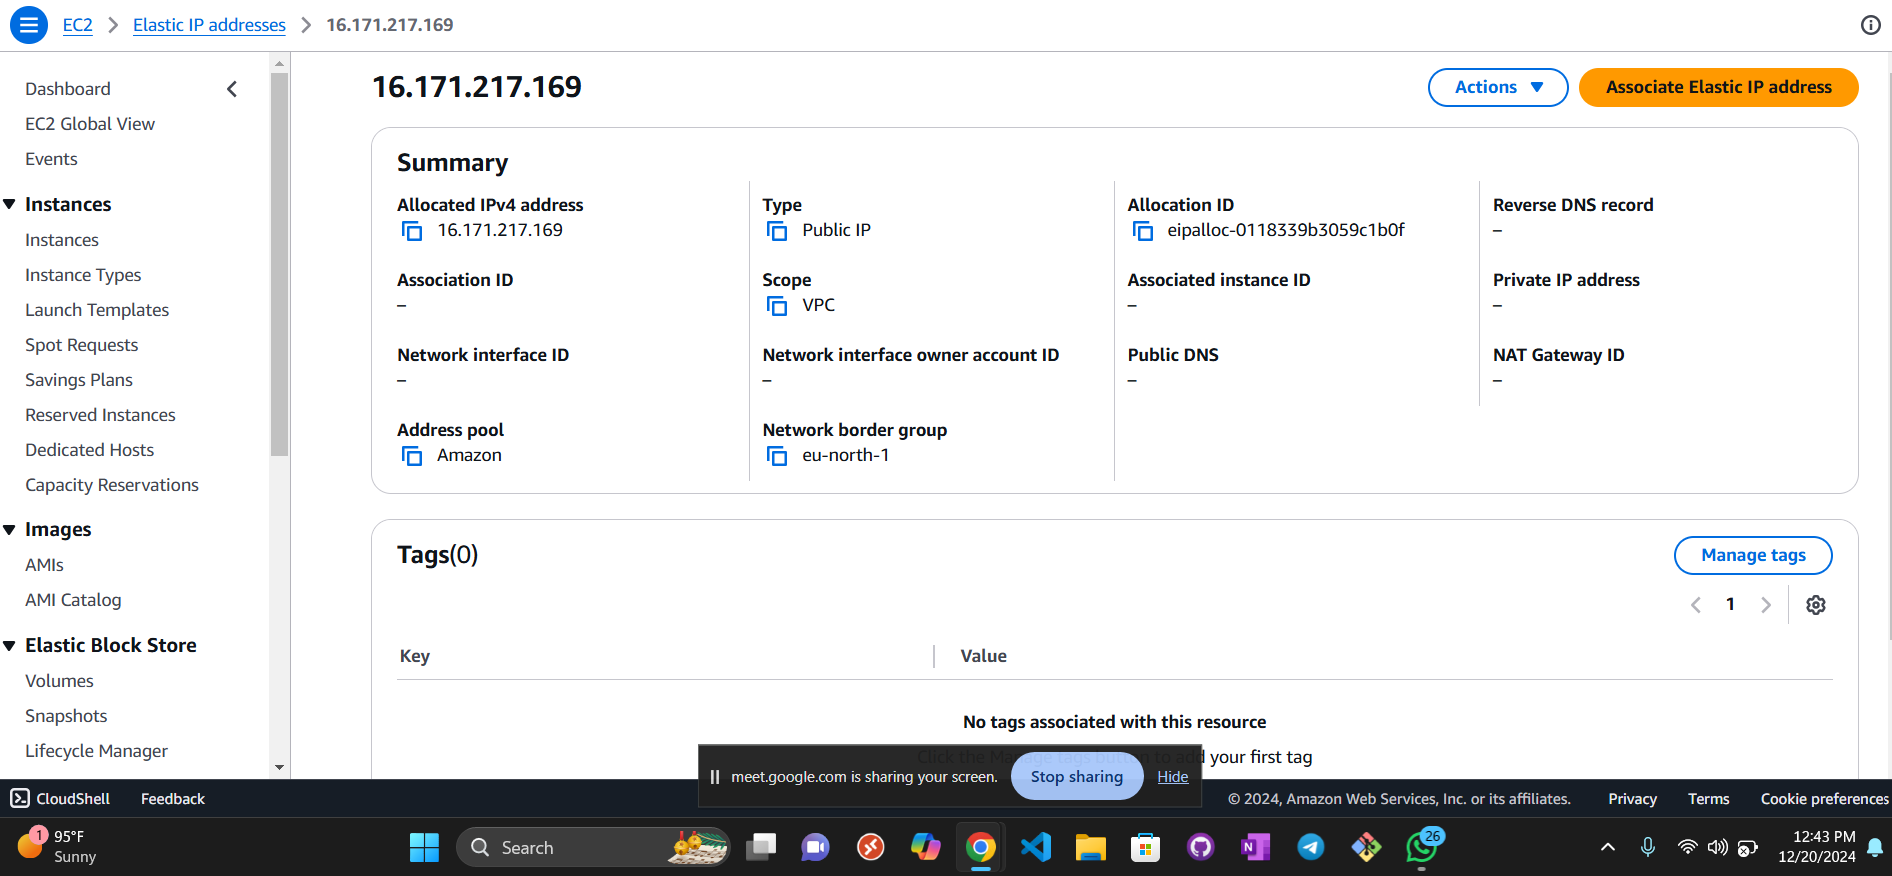 EC2 > Elastic IP addresses > 16.171.217.169
Dashboard
EC2 Global View
Events
Instances
Instances
Instance Types
Launch Templates
Spot Requests
Savings Plans
Reserved Instances
Dedicated Hosts
Capacity Reservations
Images
AMIs
AMI Catalog
Elastic Block Store
Volumes
Snapshots
Lifecycle Manager
16.171.217.169
Actions
Associate Elastic IP address
Summary
Allocated IPv4 address
16.171.217.169
Type
Public IP
Allocation ID
eipalloc-0118339b3059c1b0f
Reverse DNS record
–
Association ID
–
Scope
VPC
Associated instance ID
–
Private IP address
–
Network interface ID
–
Network interface owner account ID
–
Public DNS
–
NAT Gateway ID
–
Address pool
Amazon
Network border group
eu-north-1
Tags(0)
Manage tags
1
Key
Value
No tags associated with this resource
Click the Manage tags button to add your first tag
meet.google.com is sharing your screen.
Stop sharing
Hide
CloudShell
Feedback
© 2024, Amazon Web Services, Inc. or its affiliates.
Privacy
Terms
Cookie preferences
1
95°F
Sunny
Search
26
12:43 PM
12/20/2024